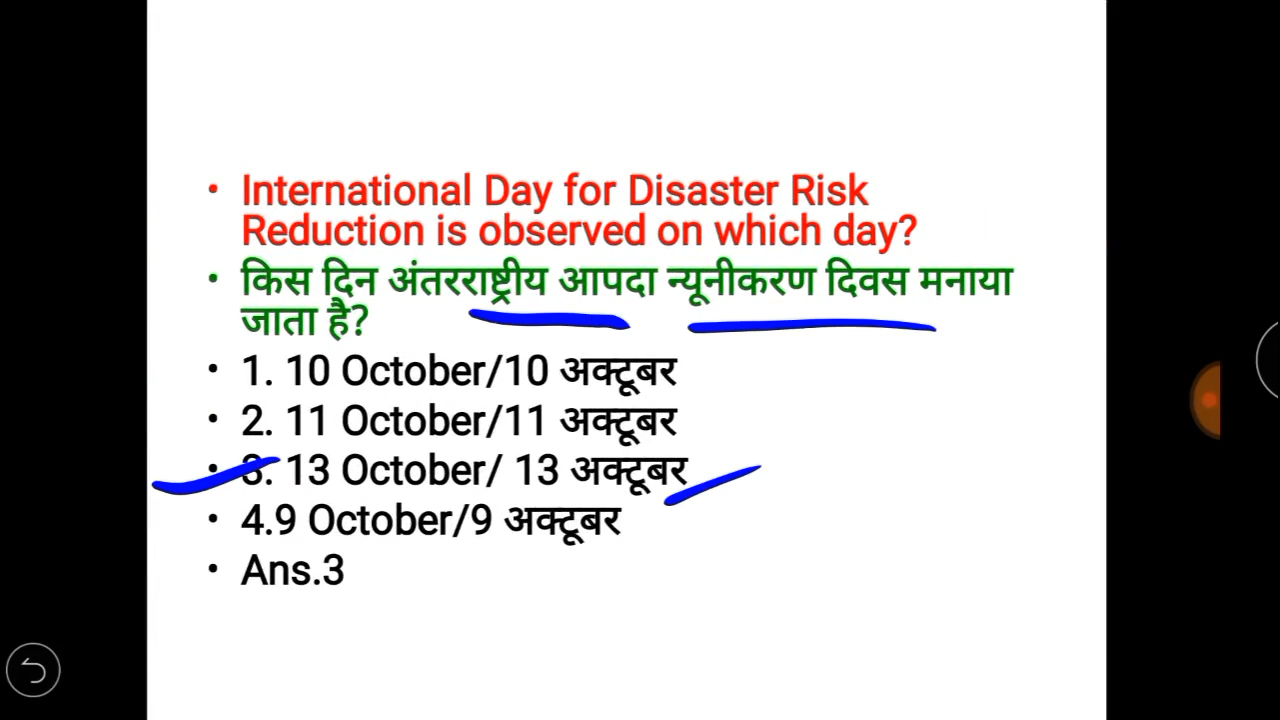 • International Day for Disaster Risk
Reduction is observed on which day?
• किस दिन अंतरराष्ट्रीय आपदा न्यूनीकरण दिवस मनाया
जाता है?
• 1. 10 October/10 अक्टूबर
• 2. 11 October/11 अक्टूबर
• 3. 13 October/ 13 अक्टूबर
• 4.9 October/9 अक्टूबर
• Ans.3